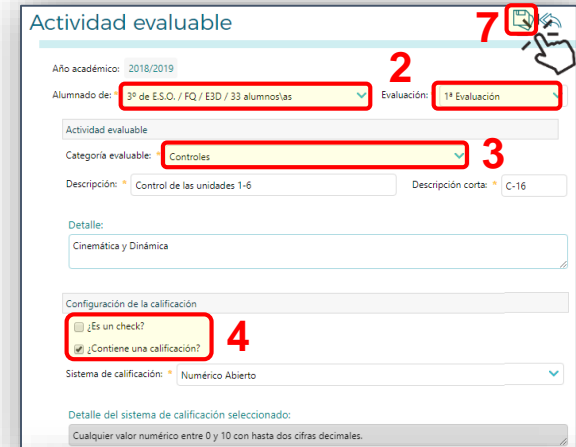 Actividad evaluable
7
Año académico: 2018/2019
2
Alumnado de: * 3º de E.S.O. / FQ / E3D / 33 alumnos\as Evaluación: 1ª Evaluación
Actividad evaluable
Categoría evaluable: * Controles
3
Descripción: * Control de las unidades 1-6 Descripción corta: * C-16
Detalle:
Cinemática y Dinámica
Configuración de la calificación
¿Es un check?
4
¿Contiene una calificación?
Sistema de calificación: * Numérico Abierto
Detalle del sistema de calificación seleccionado:
Cualquier valor numérico entre 0 y 10 con hasta dos cifras decimales.